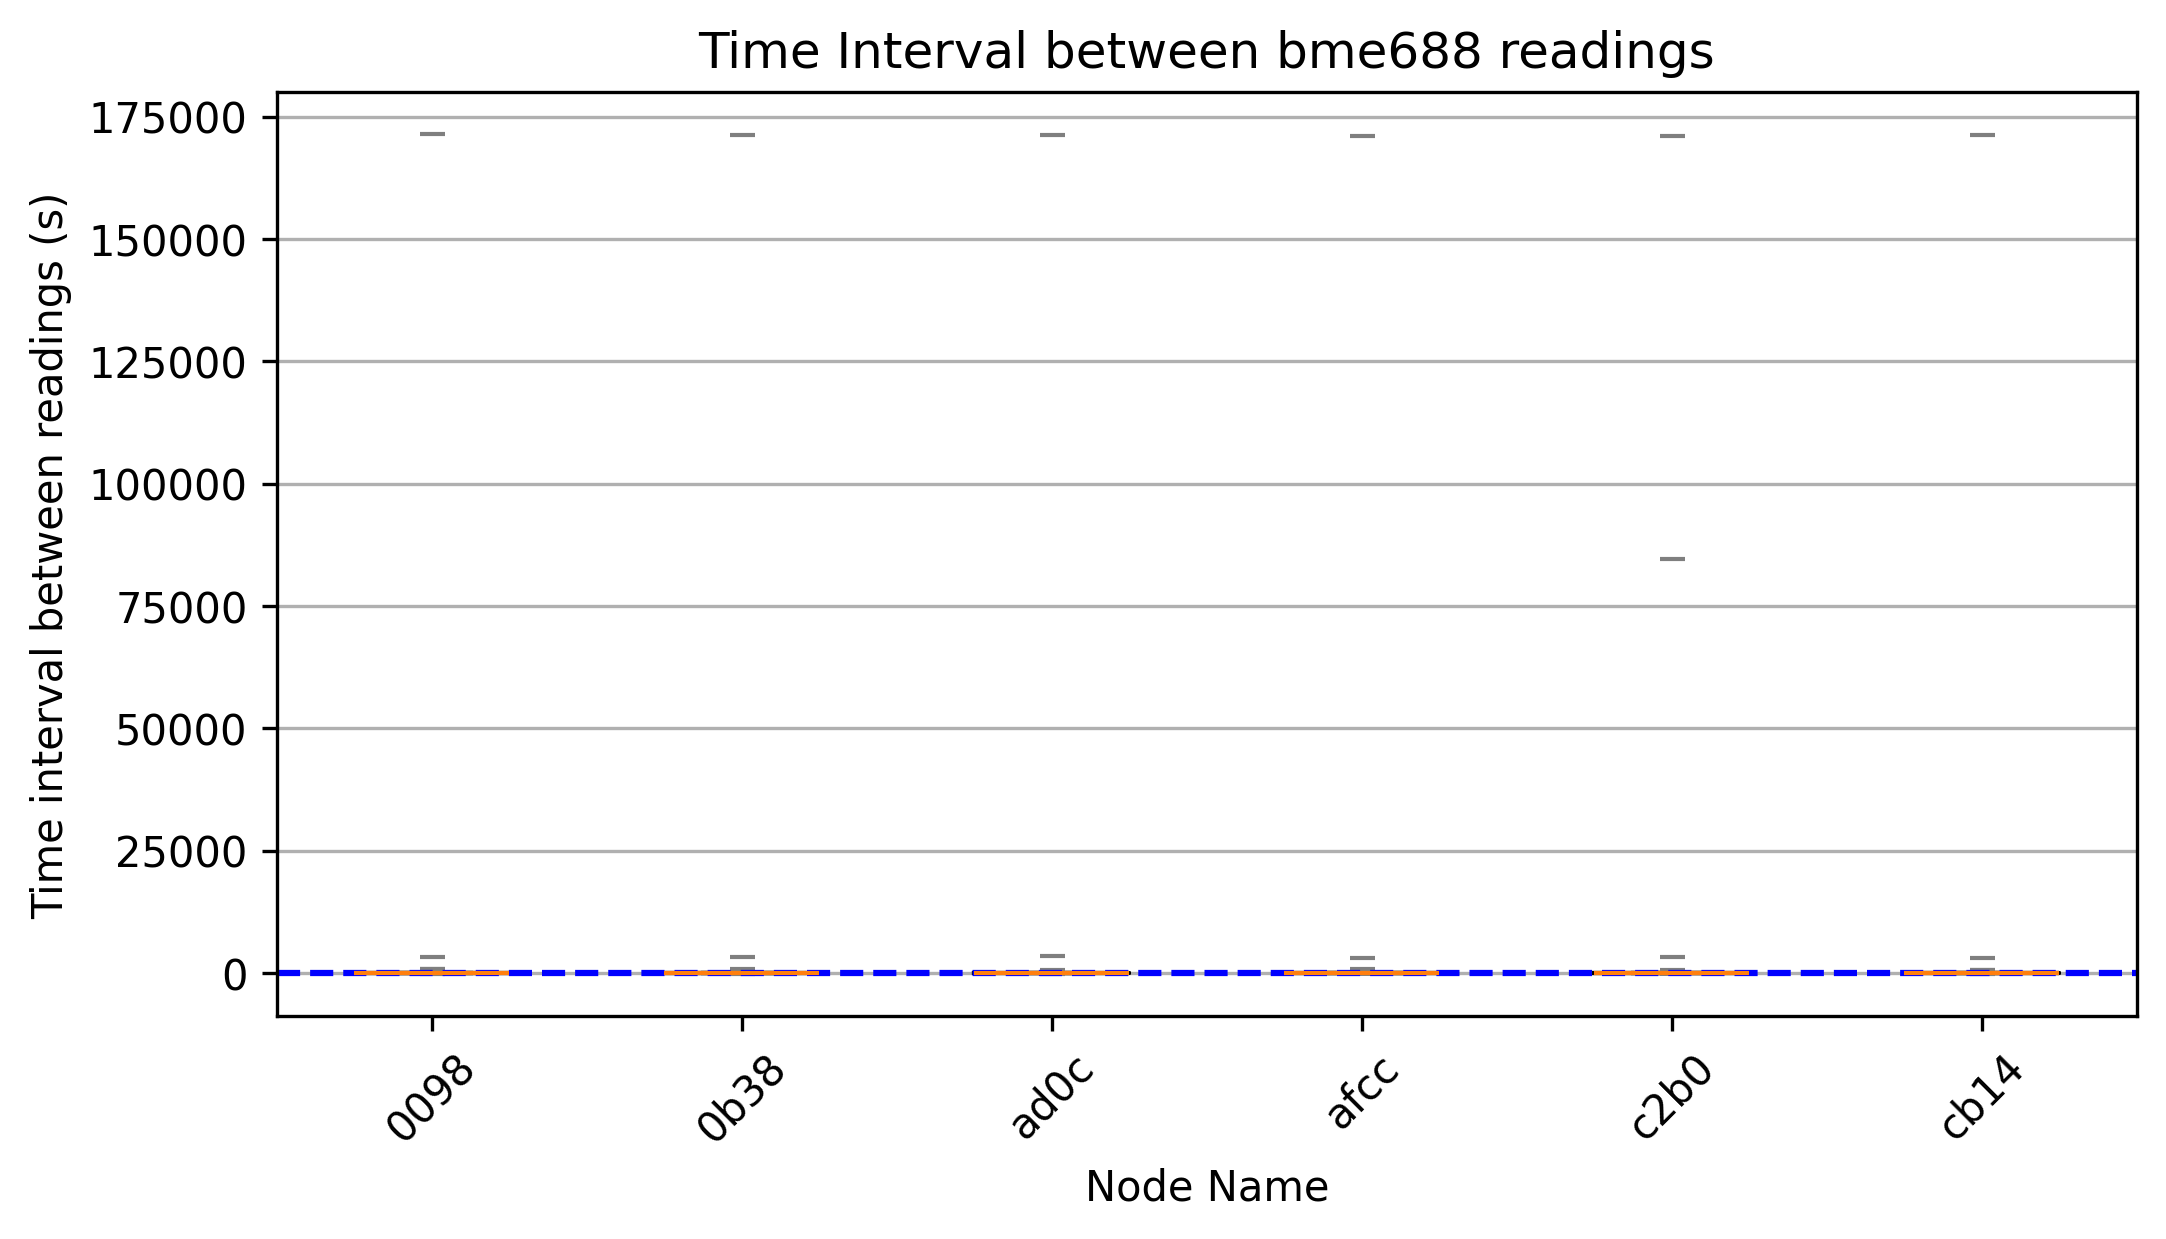 Time Interval between bme688 readings
Time interval between readings (s)
175000
150000
125000
100000
75000
50000
25000
0
0098
0b38
ad0c
afcc
c2b0
cb14
Node Name